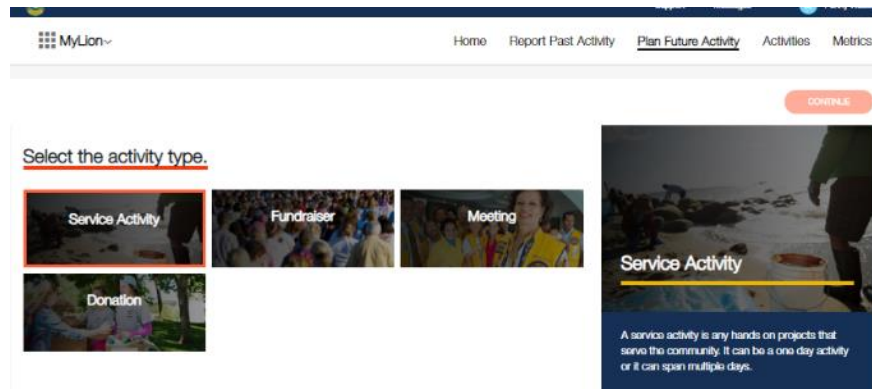 MyLion
Home Report Past Activity Plan Future Activity Activities Metrics
CONTINUE
Select the activity type.
Service Activity
Fundraiser
Meeting
Donation
Service Activity
A service activity is any hands on projects that
serve the community. It can be a one day activity
or it can span multiple days.